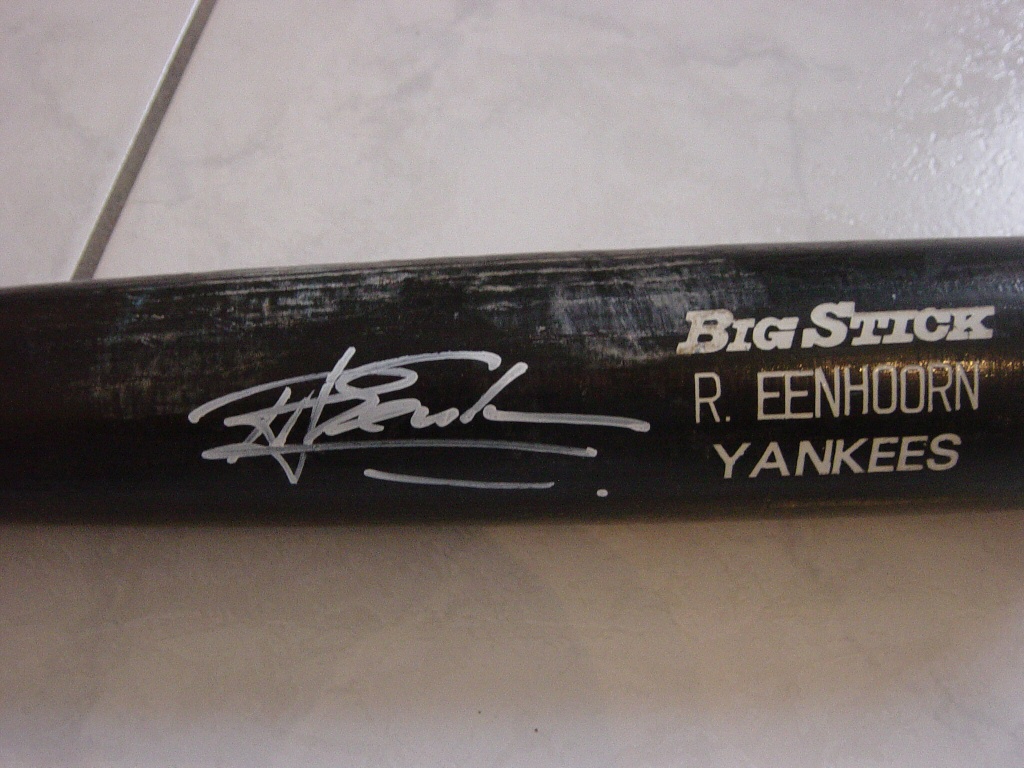 BIG STICK
R. EENHOORN
YANKEES